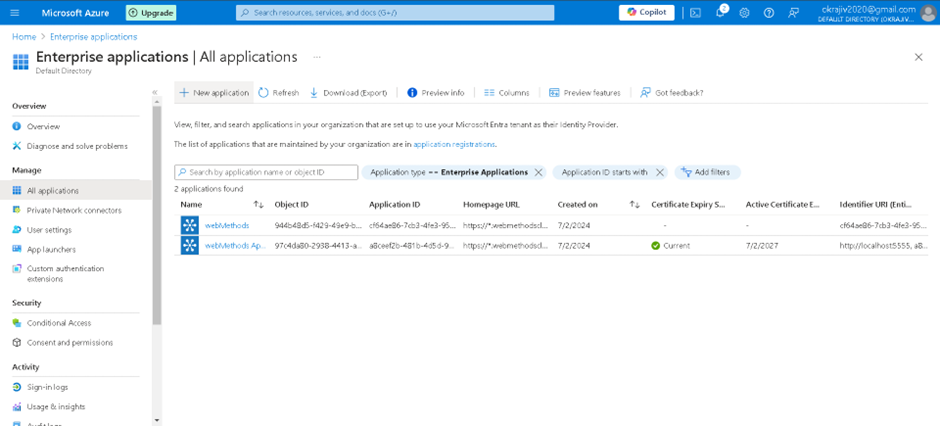 Microsoft Azure
Upgrade
Search resources, services, and docs (G+/)
Copilot
2
okrajiv2020@gmail.com
DEFAULT DIRECTORY (OKRAJIV...
Home > Enterprise applications
Enterprise applications | All applications ...
Default Directory
New application
Refresh
Download (Export)
Preview info
Columns
Preview features
Got feedback?
Overview
Overview
Diagnose and solve problems
Manage
All applications
Private Network connectors
User settings
App launchers
Custom authentication
extensions
Security
Conditional Access
Consent and permissions
Activity
Sign-in logs
Usage & insights
Audit logs
View, filter, and search applications in your organization that are set up to use your Microsoft Entra tenant as their Identity Provider.
The list of applications that are maintained by your organization are in application registrations.
Search by application name or object ID
Application type == Enterprise Applications
Application ID starts with
Add filters
2 applications found
Name Object ID Application ID Homepage URL Created on Certificate Expiry S... Active Certificate E... Identifier URI (Enti...
webMethods 944b48d5-f429-49e9-b... cf64ae86-7cb3-4fe3-95... https://*.webmethodscl... 7/2/2024 - - cf64ae86-7cb3-4fe3-95...
webMethods Ap... 97c4da80-2938-4413-a... a8ceef2b-481b-4d5d-9... https://*.webmethodscl... 7/2/2024 Current 7/2/2027 http://localhost5555, a8...